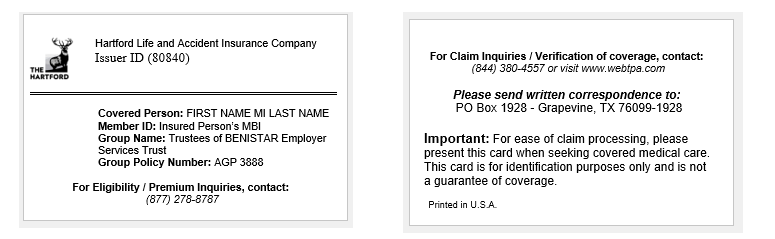 Hartford Life and Accident Insurance Company
Issuer ID (80840)
THE
HARTFORD
Covered Person: FIRST NAME MI LAST NAME
Member ID: Insured Person's MBI
Group Name: Trustees of BENISTAR Employer
Services Trust
Group Policy Number: AGP 3888
For Eligibility / Premium Inquiries, contact:
(877) 278-8787
For Claim Inquiries / Verification of coverage, contact:
(844) 380-4557 or visit www.webtpa.com
Please send written correspondence to:
PO Box 1928 - Grapevine, TX 76099-1928
Important: For ease of claim processing, please
present this card when seeking covered medical care.
This card is for identification purposes only and is not
a guarantee of coverage.
Printed in U.S.A.